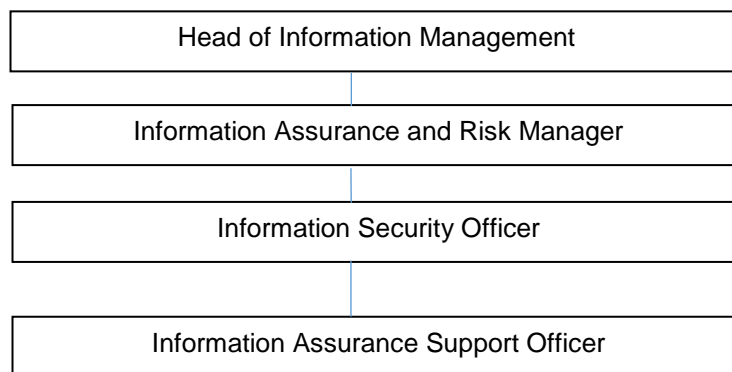 Head of Information Management
Information Assurance and Risk Manager
Information Security Officer
Information Assurance Support Officer